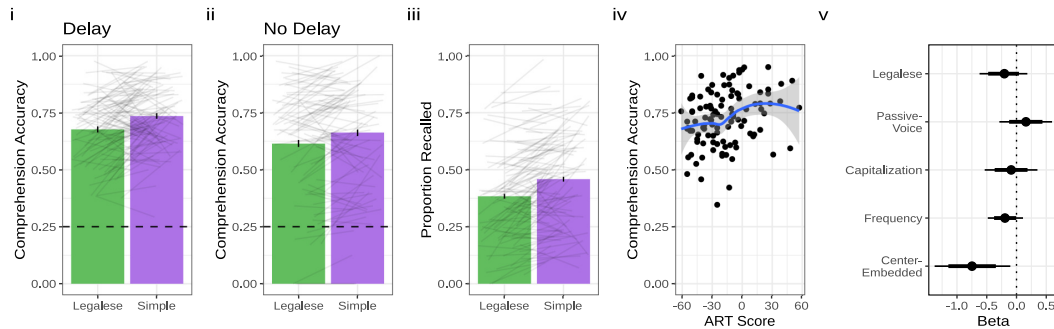 i
Delay
Comprehension Accuracy
1.00
0.75
0.50
0.25
0.00
Legalese
Simple
ii
No Delay
Comprehension Accuracy
1.00
0.75
0.50
0.25
0.00
Legalese
Simple
iii
Proportion Recalled
1.00
0.75
0.50
0.25
0.00
Legalese
Simple
iv
Comprehension Accuracy
1.00
0.75
0.50
0.25
0.00
-60
-30
0
30
60
ART Score
v
Legalese
Passive-
Voice
Capitalization
Frequency
Center-
Embedded
-1.0
-0.5
0.0
0.5
Beta